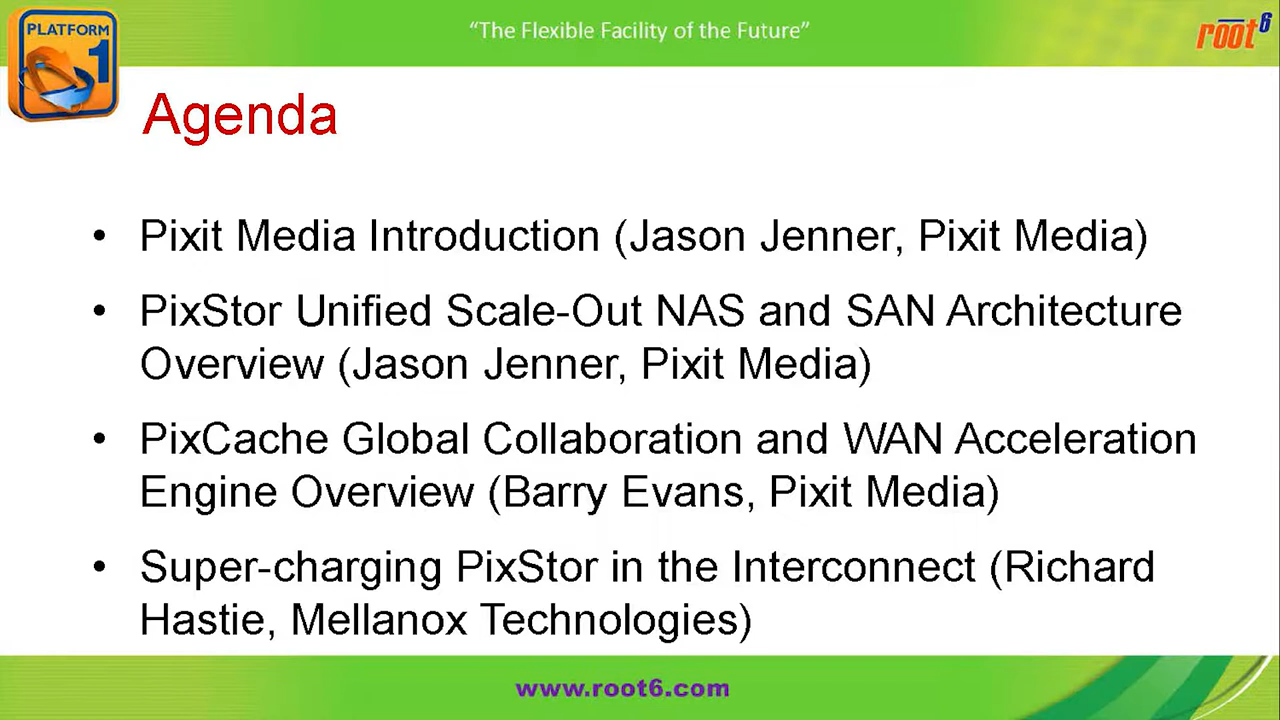 "The Flexible Facility of the Future"
PLATFORM
1
root6
Agenda
• Pixit Media Introduction (Jason Jenner, Pixit Media)
• PixStor Unified Scale-Out NAS and SAN Architecture
Overview (Jason Jenner, Pixit Media)
• PixCache Global Collaboration and WAN Acceleration
Engine Overview (Barry Evans, Pixit Media)
• Super-charging PixStor in the Interconnect (Richard
Hastie, Mellanox Technologies)
www.root6.com